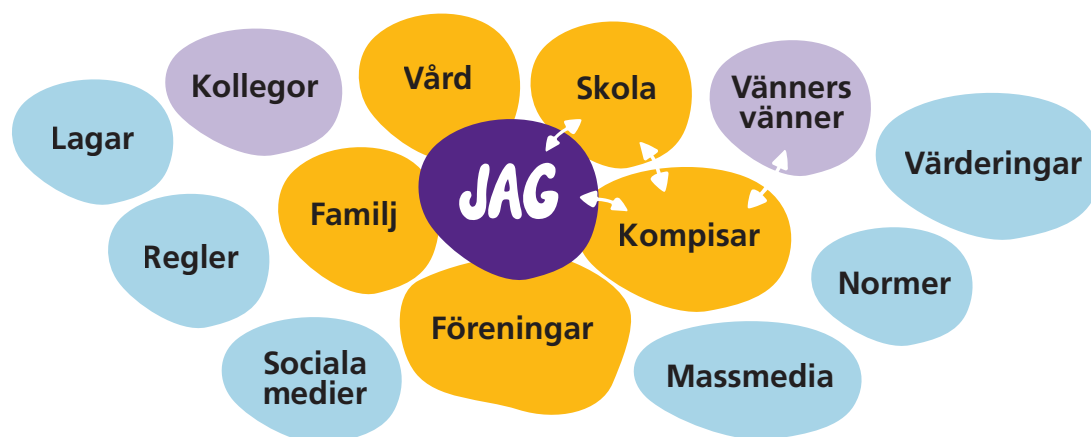 Vård
Skola
Kollegor
Vänners
vänner
Lagar
Värderingar
JAG
Familj
Kompisar
Regler
Normer
Föreningar
Sociala
medier
Massmedia